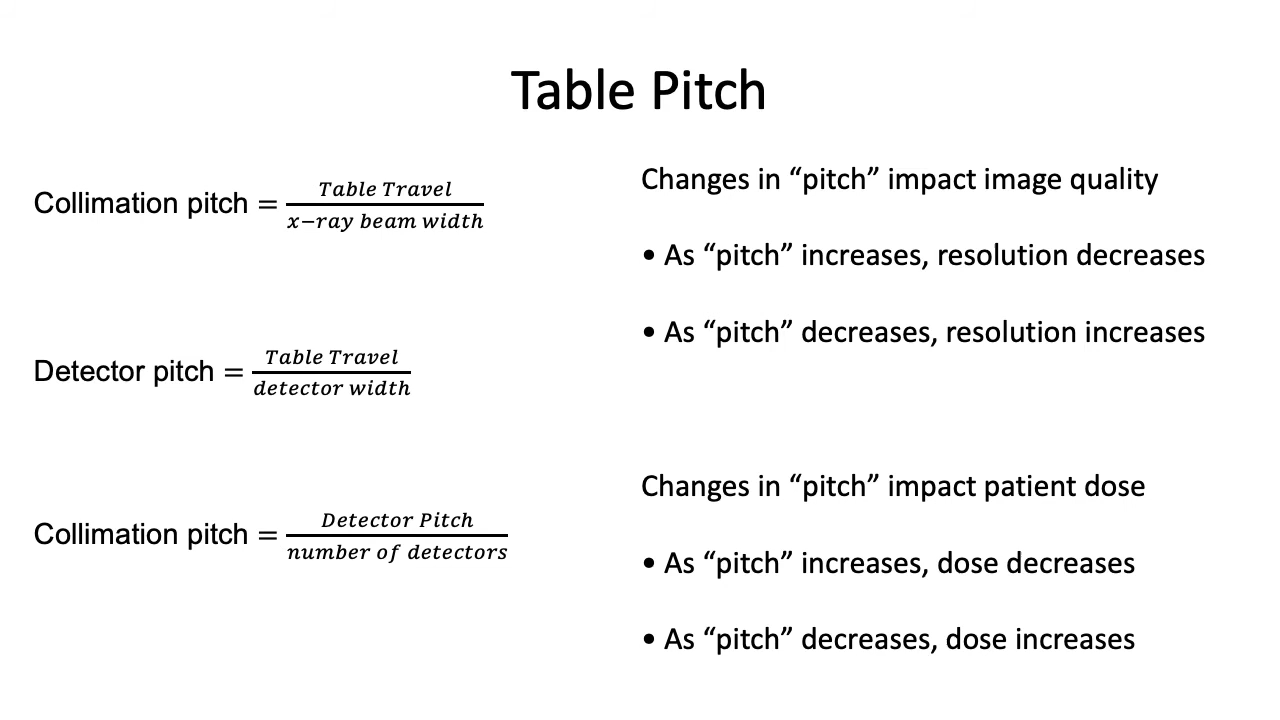 Table Pitch
Collimation pitch = Table Travel / x−ray beam width
Detector pitch = Table Travel / detector width
Collimation pitch = Detector Pitch / number of detectors
Changes in “pitch” impact image quality
• As “pitch” increases, resolution decreases
• As “pitch” decreases, resolution increases
Changes in “pitch” impact patient dose
• As “pitch” increases, dose decreases
• As “pitch” decreases, dose increases